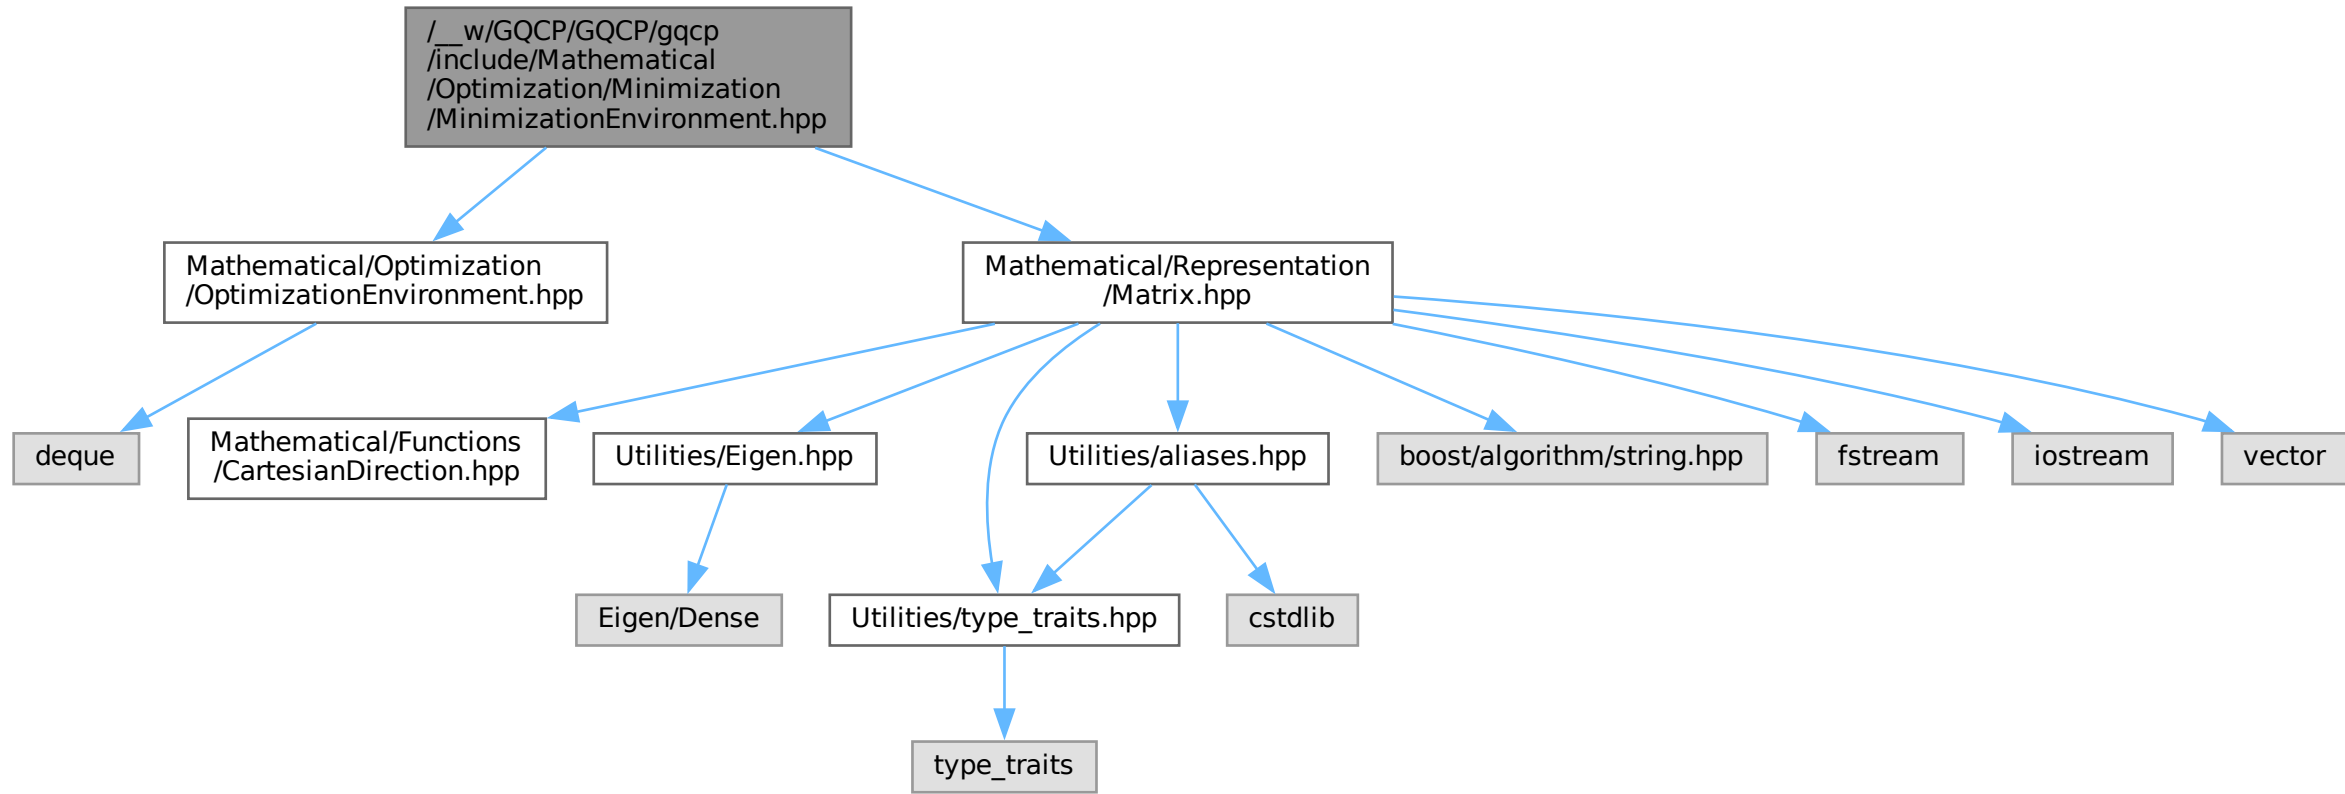 /__w/GQCP/GQCP/gqcp
/include/Mathematical
/Optimization/Minimization
/MinimizationEnvironment.hpp
Mathematical/Optimization
/OptimizationEnvironment.hpp
Mathematical/Representation
/Matrix.hpp
deque
Mathematical/Functions
/CartesianDirection.hpp
Utilities/Eigen.hpp
Utilities/aliases.hpp
boost/algorithm/string.hpp
fstream
iostream
vector
Eigen/Dense
Utilities/type_traits.hpp
cstdlib
type_traits